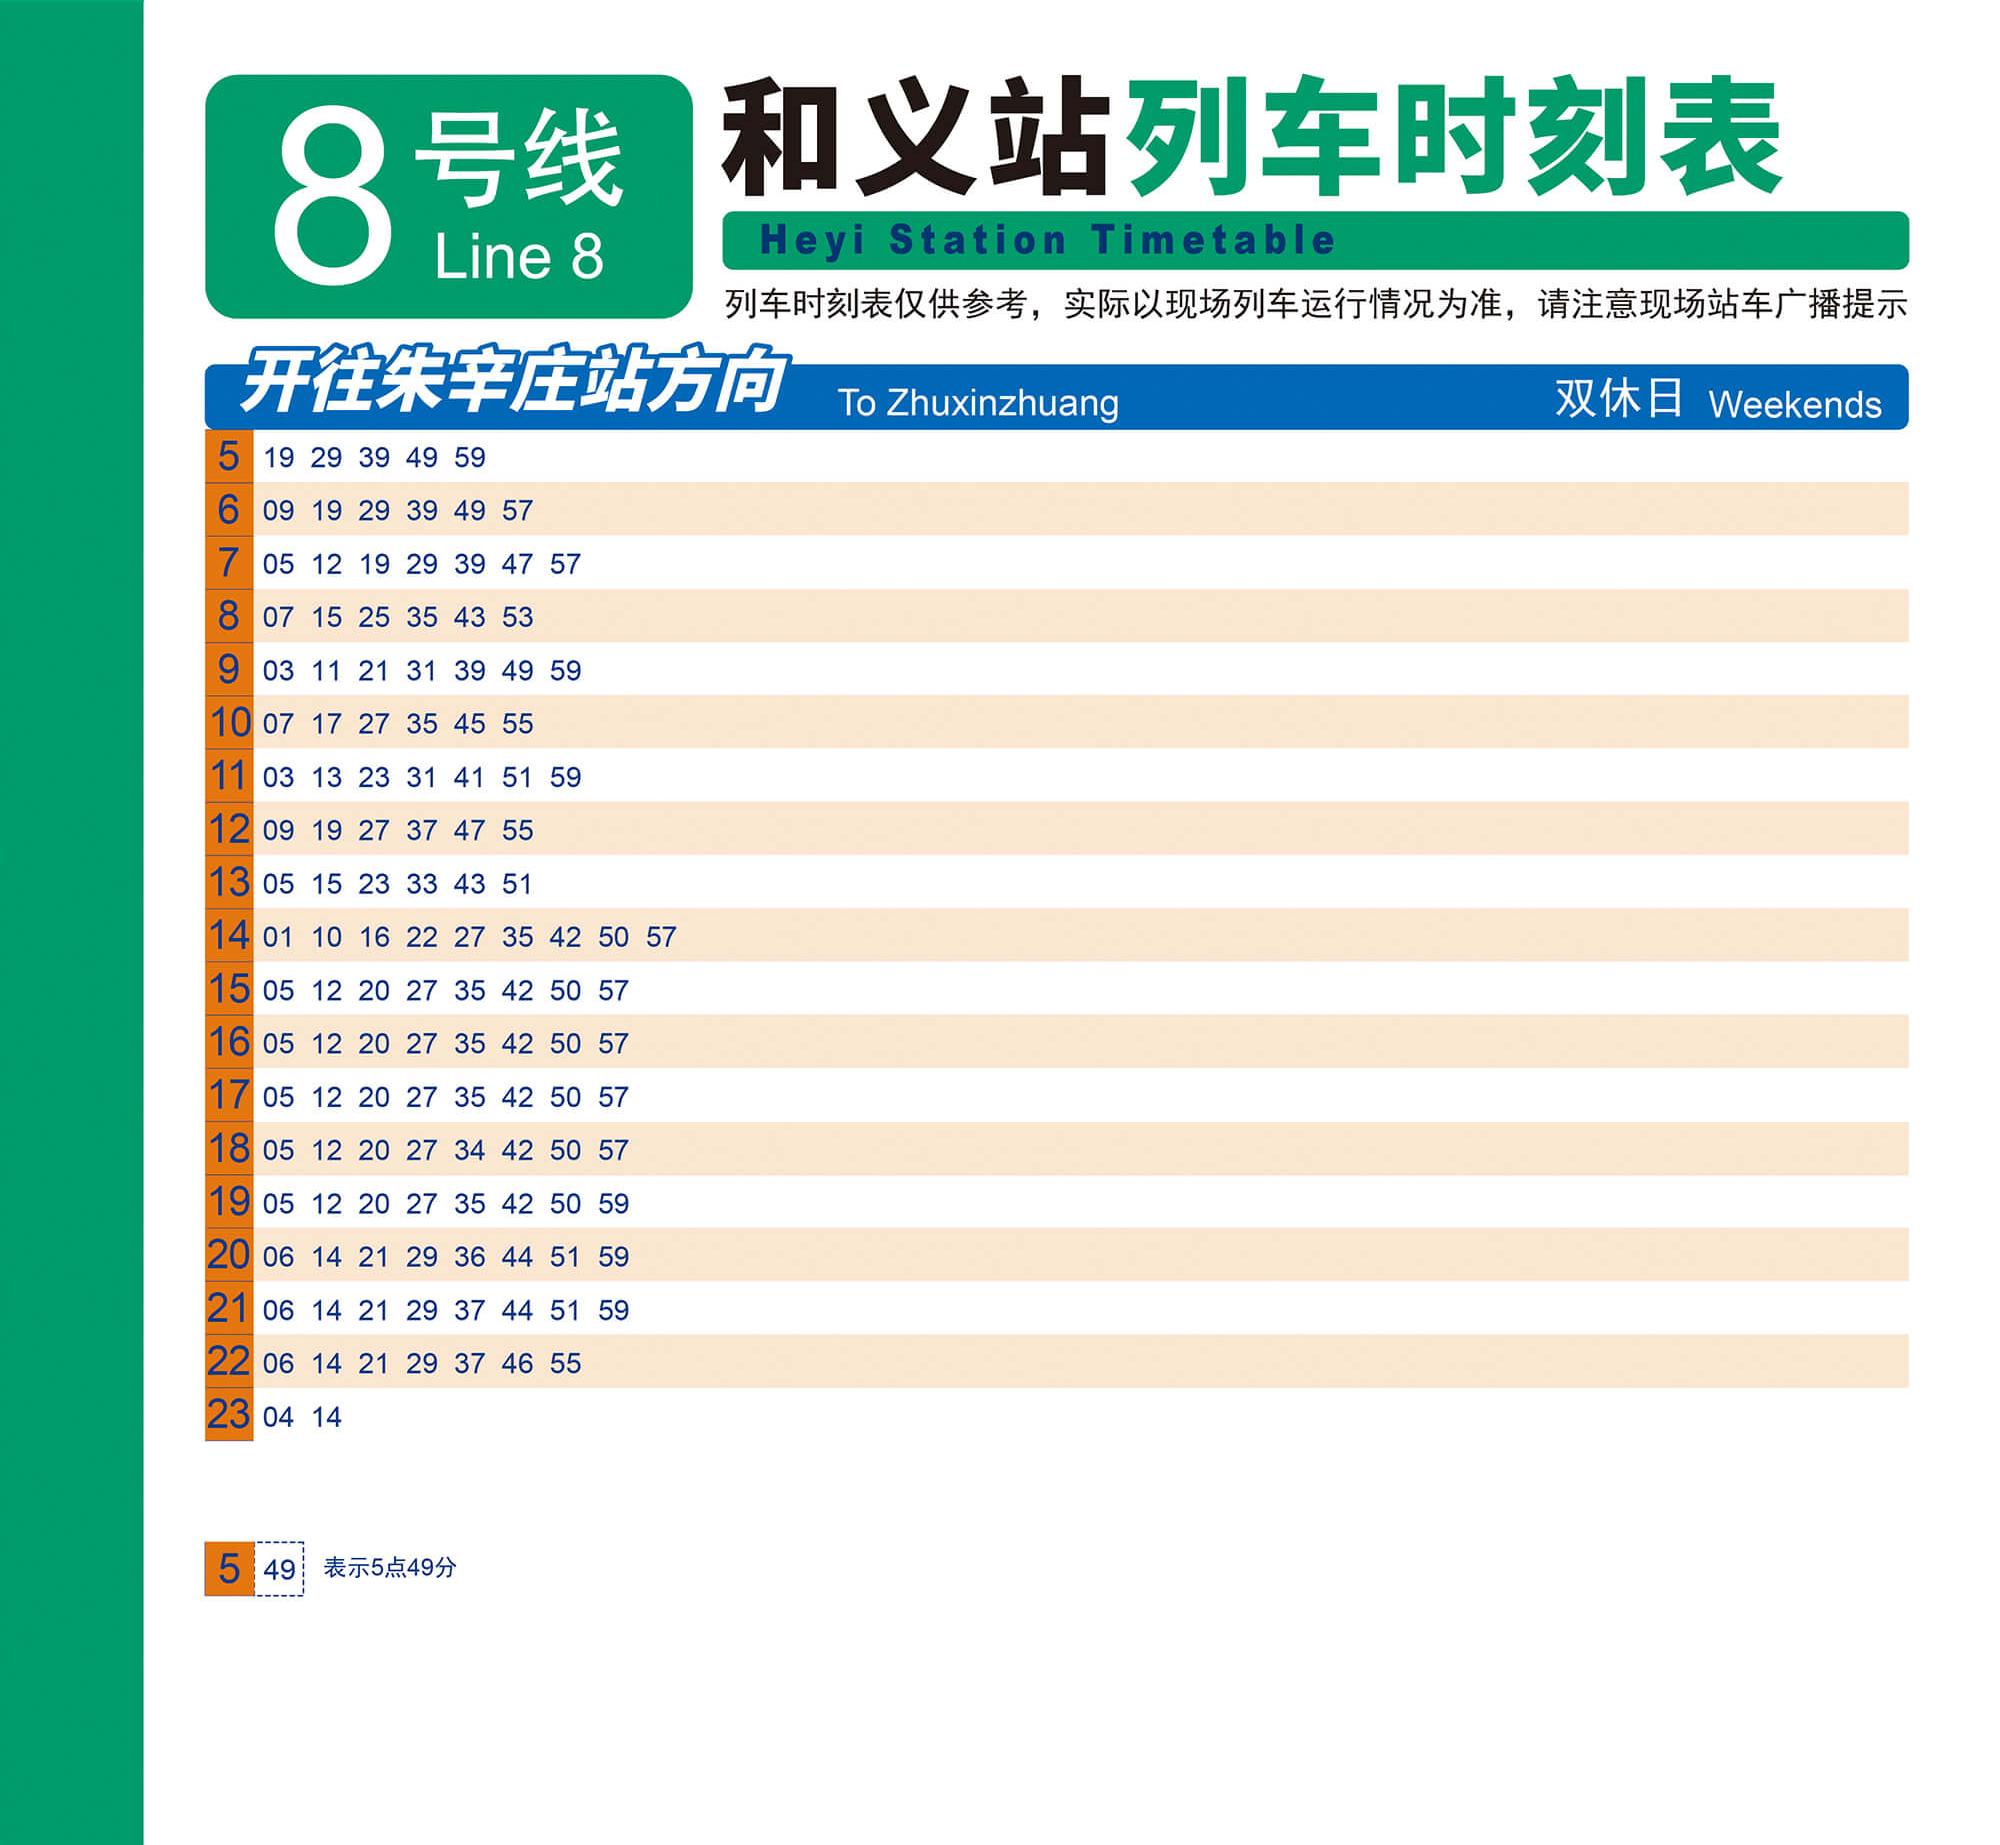 8号线
Line 8
和义站列车时刻表
Heyi Station Timetable
列车时刻表仅供参考，实际以现场列车运行情况为准，请注意现场站车广播提示
开往朱辛庄站方向 To Zhuxinzhuang 双休日 Weekends
5 19 29 39 49 59
6 09 19 29 39 49 57
7 05 12 19 29 39 47 57
8 07 15 25 35 43 53
9 03 11 21 31 39 49 59
10 07 17 27 35 45 55
11 03 13 23 31 41 51 59
12 09 19 27 37 47 55
13 05 15 23 33 43 51
14 01 10 16 22 27 35 42 50 57
15 05 12 20 27 35 42 50 57
16 05 12 20 27 35 42 50 57
17 05 12 20 27 35 42 50 57
18 05 12 20 27 34 42 50 57
19 05 12 20 27 35 42 50 59
20 06 14 21 29 36 44 51 59
21 06 14 21 29 37 44 51 59
22 06 14 21 29 37 46 55
23 04 14
5 49 表示5点49分